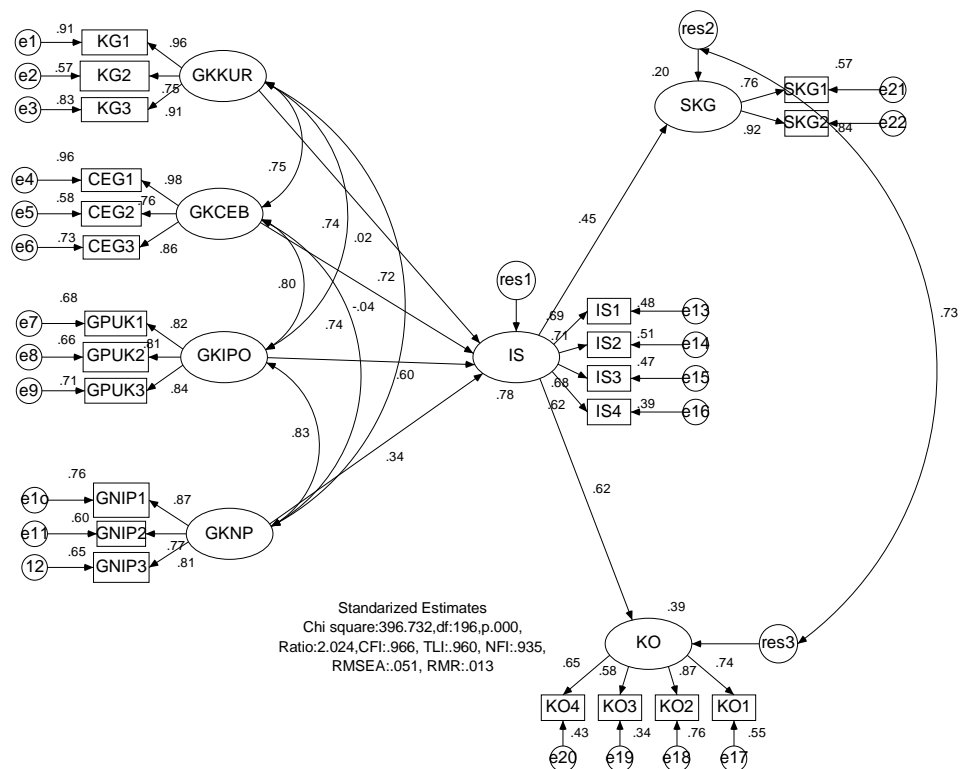 res2
e1 .91 KG1 .96
e2 .57 KG2 .75
e3 .83 KG3 .91
GKKUR
.20 SKG
.76 SKG1 .57 e21
.92 SKG2 .84 e22
e4 .96 CEG1 .98
e5 .58 CEG2 .76
e6 .73 CEG3 .86
GKCEB
.75
.74
.02
.72
.45
.80
-.04
.74
.60
.83
.34
e7 .68 GPUK1 .82
e8 .66 GPUK2 .81
e9 .71 GPUK3 .84
GKIPO
res1
IS
.78
.69 IS1 .48 e13
.71 IS2 .51 e14
.68 IS3 .47 e15
.62 IS4 .39 e16
.73
e1o .76 GNIP1 .87
e11 .60 GNIP2 .77
12 .65 GNIP3 .81
GKNP
.62
Standarized Estimates
Chi square:396.732,df:196,p.000,
Ratio:2.024,CFI:.966, TLI:.960, NFI:.935,
RMSEA:.051, RMR:.013
.39
KO
res3
.65 .58 .87 .74
KO4 KO3 KO2 KO1
.43 .34 .76 .55
e20 e19 e18 e17